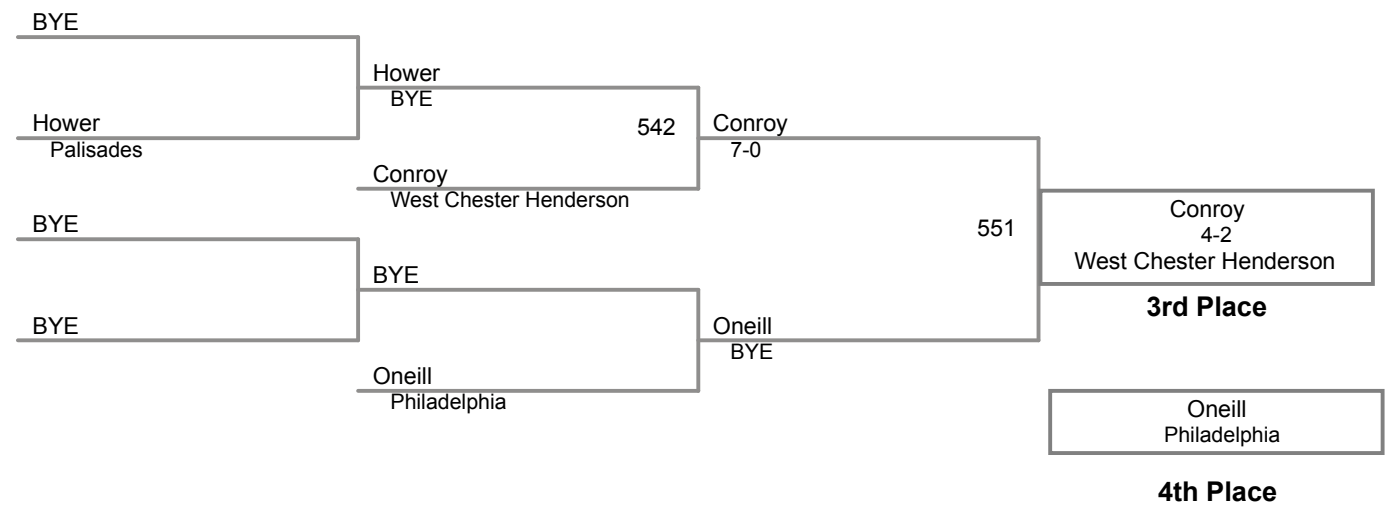 BYE
Hower
BYE
Hower
Palisades
542
Conroy
7-0
Conroy
West Chester Henderson
BYE
551
Conroy
4-2
West Chester Henderson
BYE
3rd Place
BYE
Oneill
BYE
Oneill
Philadelphia
Oneill
Philadelphia
4th Place